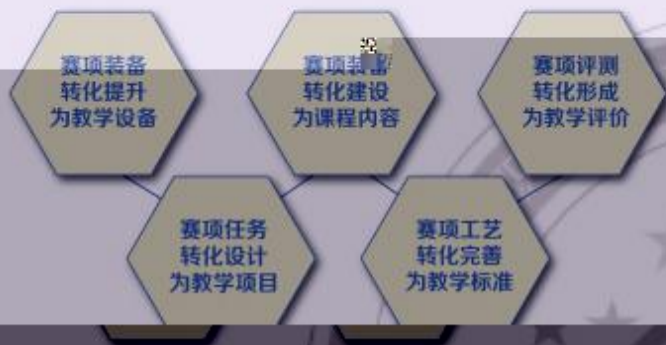 赛项装备
转化提升
为教学设备
赛项装备
转化建设
为课程内容
赛项评测
转化形成
为教学评价
赛项任务
转化设计
为教学项目
赛项工艺
转化完善
为教学标准